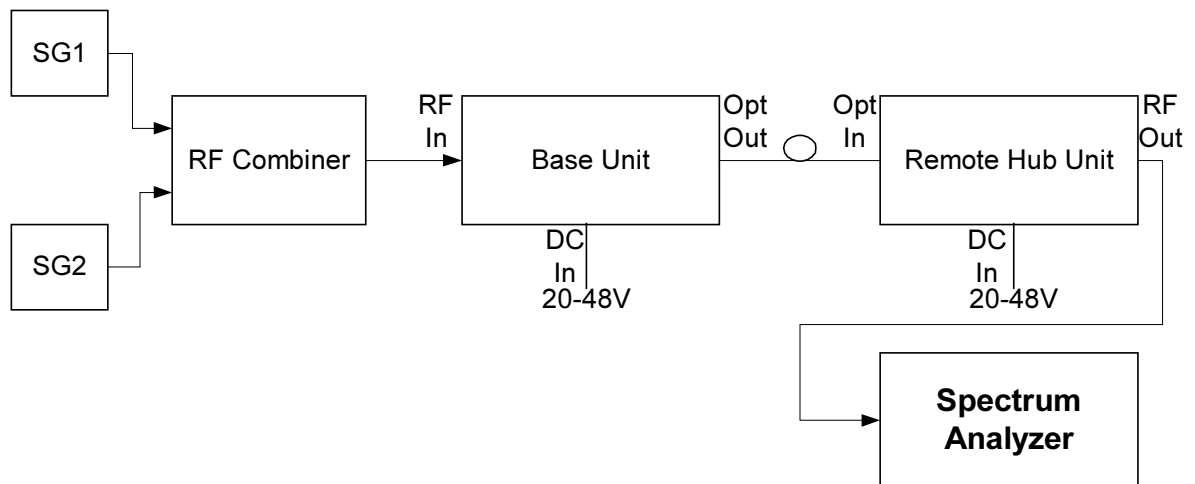 SG1
RF Combiner
SG2
RF
In
Base Unit
Opt
Out
DC
In
20-48V
Opt
In
Remote Hub Unit
RF
Out
DC
In
20-48V
Spectrum
Analyzer